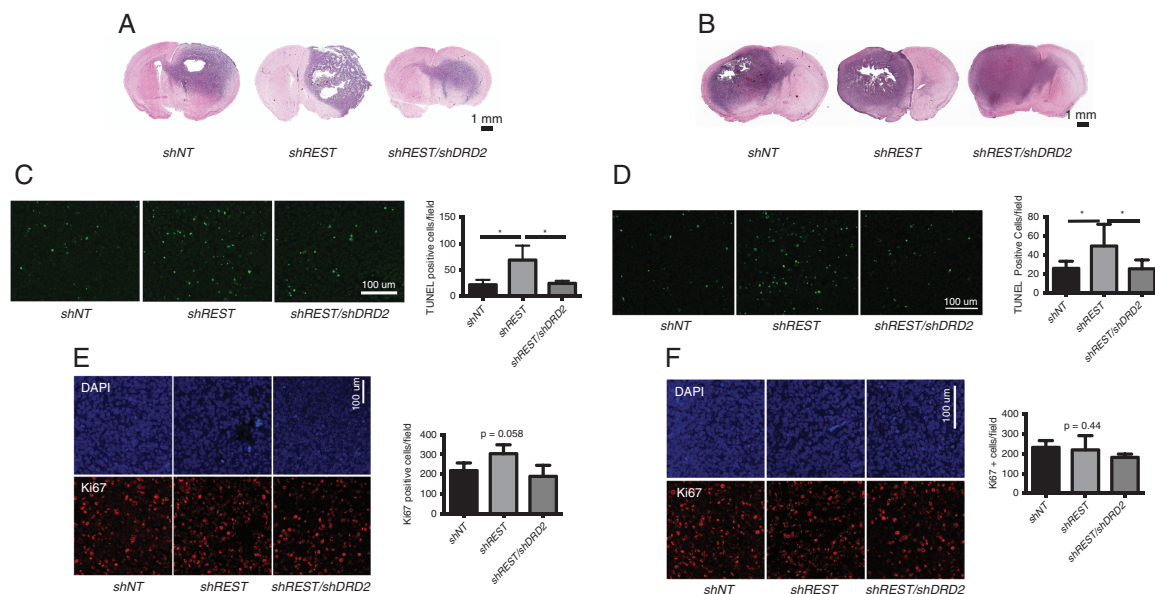 A
1 mm
shNT
shREST
shREST/shDRD2
B
1 mm
shNT
shREST
shREST/shDRD2
C
100 um
shNT
shREST
shREST/shDRD2
TUNEL positive cells/field
150
100
50
0
*
*
shNT
shREST
shREST/shDRD2
D
100 um
shNT
shREST
shREST/shDRD2
TUNEL Positive Cells/field
80
60
40
20
0
*
*
shNT
shREST
shREST/shDRD2
E
DAPI
100 um
Ki67
shNT
shREST
shREST/shDRD2
Ki67 positive cells/field
400
300
200
100
0
p = 0.058
shNT
shREST
shREST/shDRD2
F
DAPI
100 um
Ki67
shNT
shREST
shREST/shDRD2
Ki67 + cells/field
400
300
200
100
0
p = 0.44
shNT
shREST
shREST/shDRD2